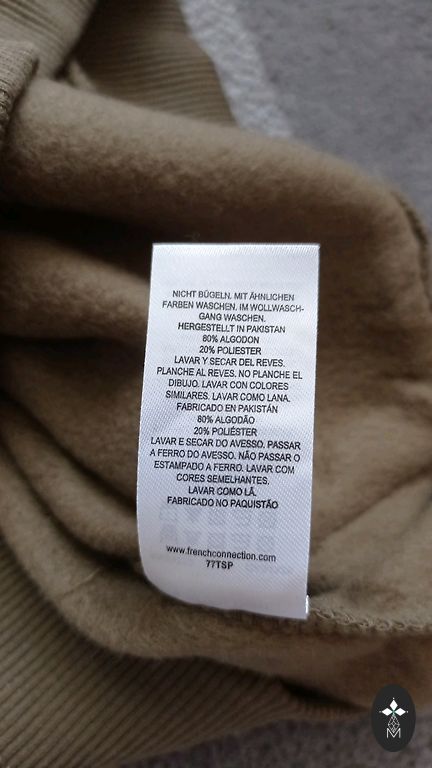 NICHT BÜGELN. MIT ÄHNLICHEN
FARBEN WASCHEN. IM WOLLWASCH-
GANG WASCHEN.
HERGESTELLT IN PAKISTAN
80% ALGODON
20% POLIESTER
LAVAR Y SECAR DEL REVES.
PLANCHE AL REVES. NO PLANCHE EL
DIBUJO. LAVAR CON COLORES
SIMILARES. LAVAR COMO LANA.
FABRICADO EN PAKISTÁN
80% ALGODÃO
20% POLIÉSTER
LAVAR E SECAR DO AVESSO. PASSAR
A FERRO DO AVESSO. NÃO PASSAR O
ESTAMPADO A FERRO. LAVAR COM
CORES SEMELHANTES.
LAVAR COMO LÃ.
FABRICADO NO PAQUISTÃO
www.frenchconnection.com
77TSP
M